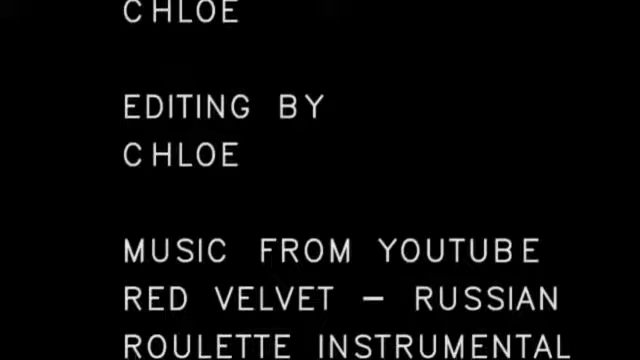 CHLOE
EDITING BY
CHLOE
MUSIC FROM YOUTUBE
RED VELVET – RUSSIAN
ROULETTE INSTRUMENTAL